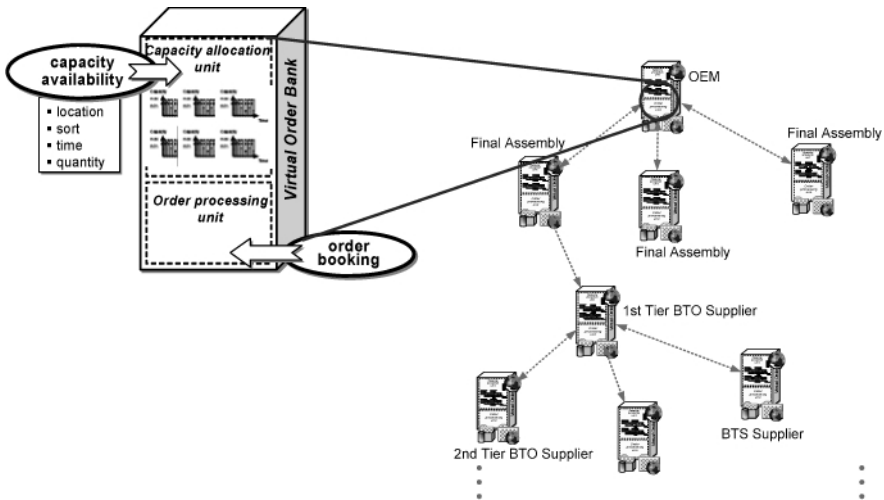 Capacity allocation
unit
capacity
availability
▪ location
▪ sort
▪ time
▪ quantity
Virtual Order Bank
Order processing
unit
order
booking
OEM
Final Assembly
Final Assembly
Final Assembly
1st Tier BTO Supplier
2nd Tier BTO Supplier
BTS Supplier